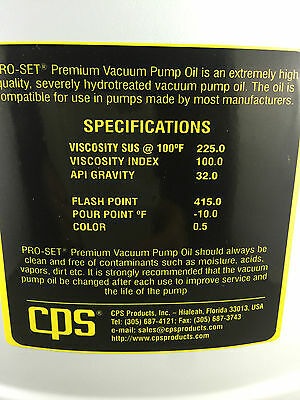 PRO-SET® Premium Vacuum Pump Oil is an extremely high
quality, severely hydrotreated vacuum pump oil. The oil is
compatible for use in pumps made by most manufacturers.
SPECIFICATIONS
VISCOSITY SUS @ 100°F 225.0
VISCOSITY INDEX 100.0
API GRAVITY 32.0
FLASH POINT 415.0
POUR POINT °F -10.0
COLOR 0.5
PRO-SET® Premium Vacuum Pump Oil should always be
clean and free of contaminants such as moisture, acids,
vapors, dirt etc. It is strongly recommended that the vacuum
pump oil be changed after each use to improve service and
the life of the pump
cps® CPS Products, Inc. – Hialeah, Florida 33013, USA
Tel: (305) 687-4121; Fax: (305) 687-3743
e-mail: sales@cpsproducts.com
http://www.cpsproducts.com